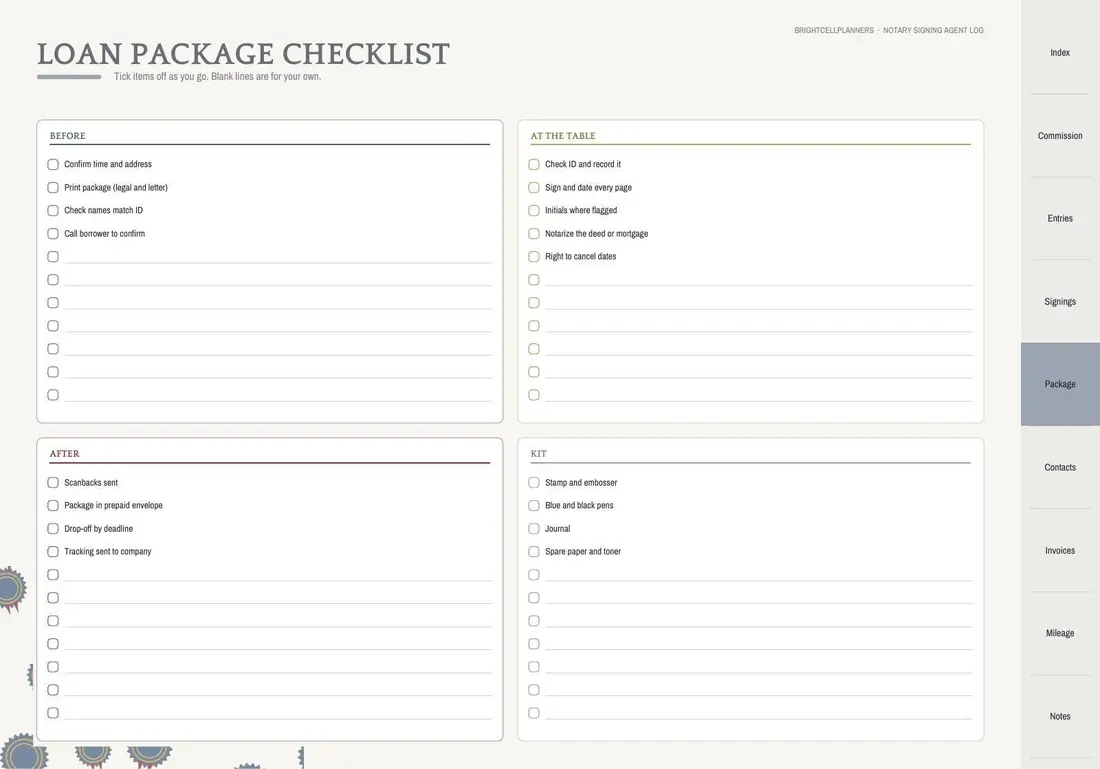 BRIGHTCELLPLANNERS · NOTARY SIGNING AGENT LOG
LOAN PACKAGE CHECKLIST
Tick items off as you go. Blank lines are for your own.
BEFORE
Confirm time and address
Print package (legal and letter)
Check names match ID
Call borrower to confirm
AT THE TABLE
Check ID and record it
Sign and date every page
Initials where flagged
Notarize the deed or mortgage
Right to cancel dates
AFTER
Scanbacks sent
Package in prepaid envelope
Drop-off by deadline
Tracking sent to company
KIT
Stamp and embosser
Blue and black pens
Journal
Spare paper and toner
Index
Commission
Entries
Signings
Package
Contacts
Invoices
Mileage
Notes